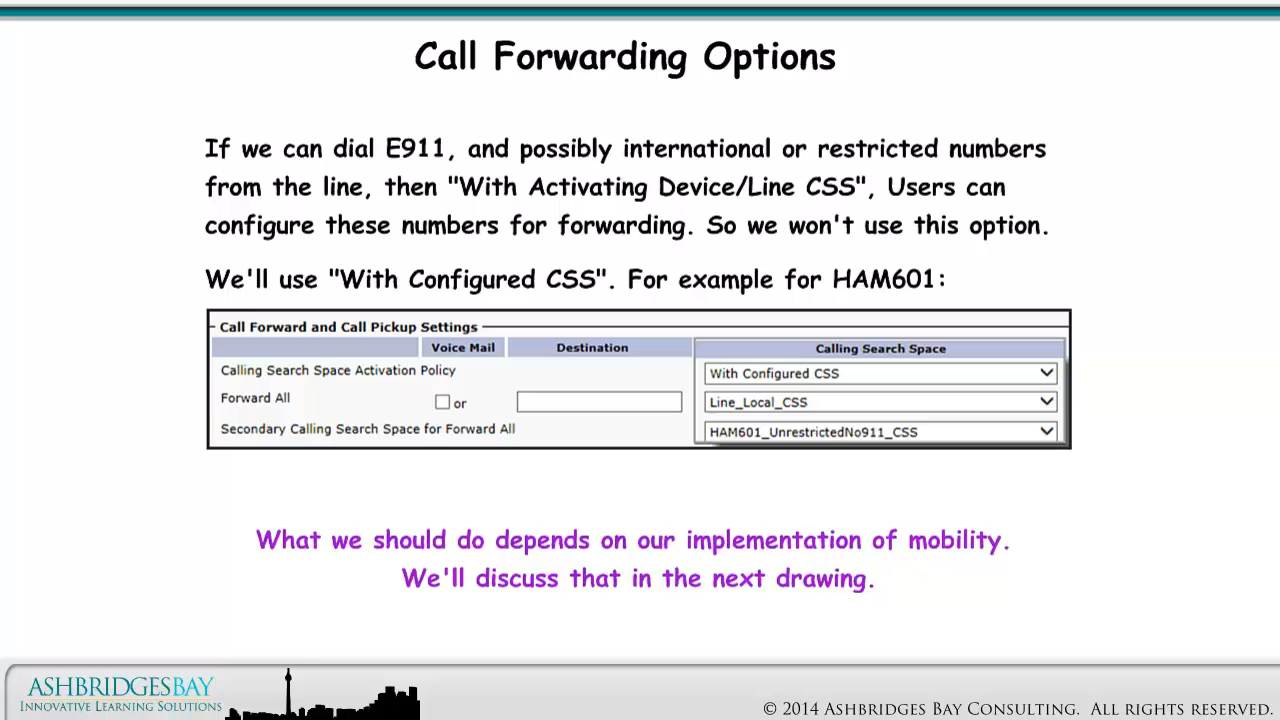 Call Forwarding Options
If we can dial E911, and possibly international or restricted numbers
from the line, then "With Activating Device/Line CSS", Users can
configure these numbers for forwarding. So we won't use this option.
We'll use "With Configured CSS". For example for HAM601:
Call Forward and Call Pickup Settings
Voice Mail Destination Calling Search Space
Calling Search Space Activation Policy With Configured CSS
Forward All or Line_Local_CSS
Secondary Calling Search Space for Forward All HAM601_UnrestrictedNo911_CSS
What we should do depends on our implementation of mobility.
We'll discuss that in the next drawing.
ASHBRIDGESBAY
INNOVATIVE LEARNING SOLUTIONS
© 2014 ASHBRIDGES BAY CONSULTING. ALL RIGHTS RESERVED.